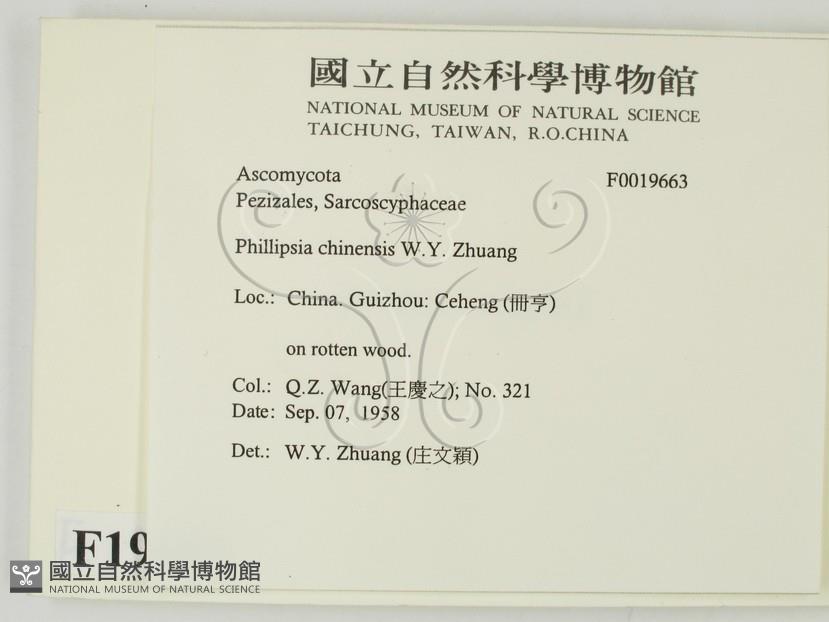 國立自然科學博物館
NATIONAL MUSEUM OF NATURAL SCIENCE
TAICHUNG, TAIWAN, R.O.CHINA
Ascomycota F0019663
Pezizales, Sarcoscyphaceae
Phillipsia chinensis W.Y. Zhuang
Loc.: China. Guizhou: Ceheng (冊亨)
on rotten wood.
Col.: Q.Z. Wang(王慶之); No. 321
Date: Sep. 07, 1958
Det.: W.Y. Zhuang (庄文穎)
F19
國立自然科學博物館
NATIONAL MUSEUM OF NATURAL SCIENCE